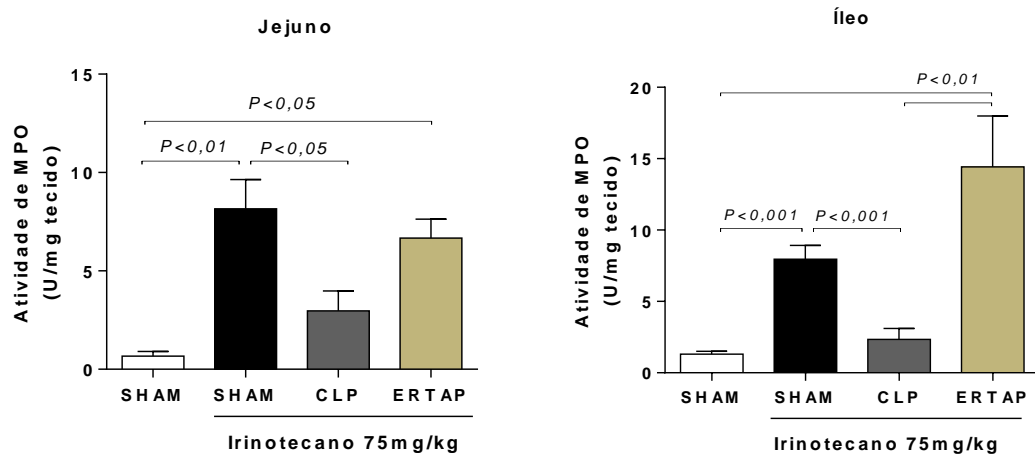 Jejuno
15
10
5
0
Atividade de MPO
(U/mg tecido)
P<0,05
P<0,01
P<0,05
SHAM
SHAM
CLP
ERTAP
Irinotecano 75mg/kg
Íleo
20
15
10
5
0
Atividade de MPO
(U/mg tecido)
P<0,01
P<0,001
P<0,001
SHAM
SHAM
CLP
ERTAP
Irinotecano 75mg/kg